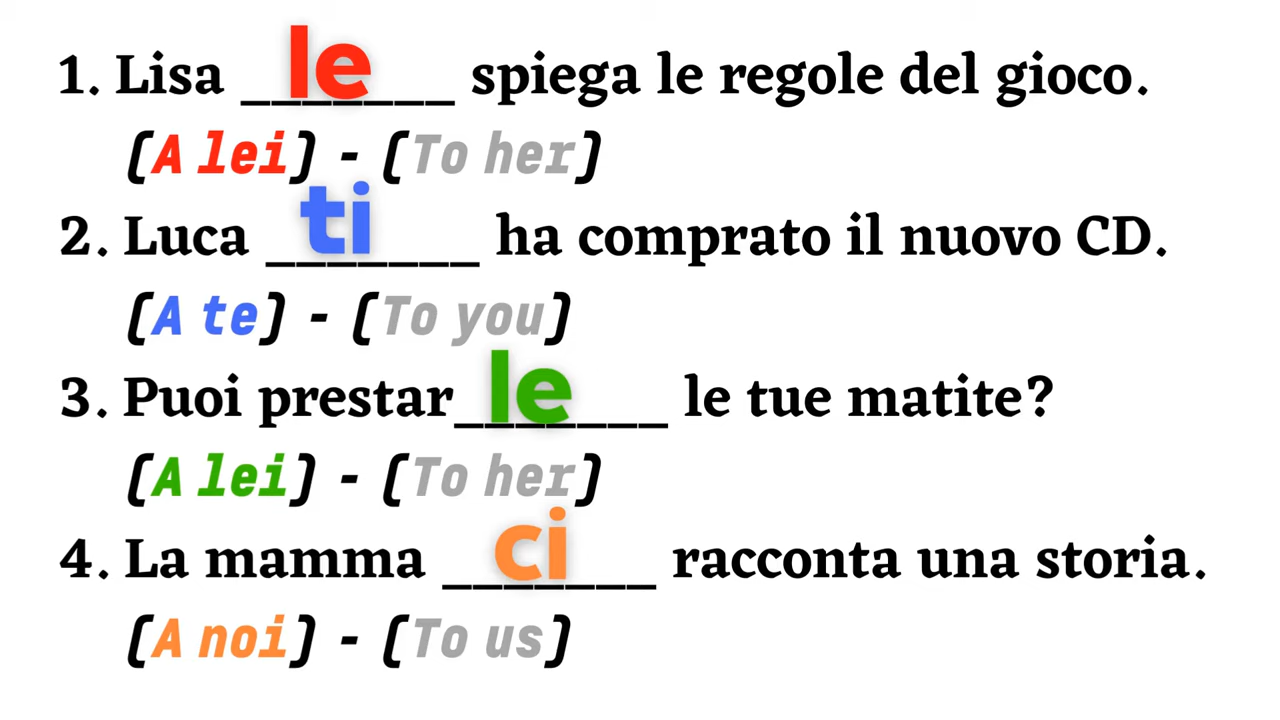 1. Lisa le spiega le regole del gioco.
(A lei) - (To her)
2. Luca ti ha comprato il nuovo CD.
(A te) - (To you)
3. Puoi prestarle le tue matite?
(A lei) - (To her)
4. La mamma ci racconta una storia.
(A noi) - (To us)